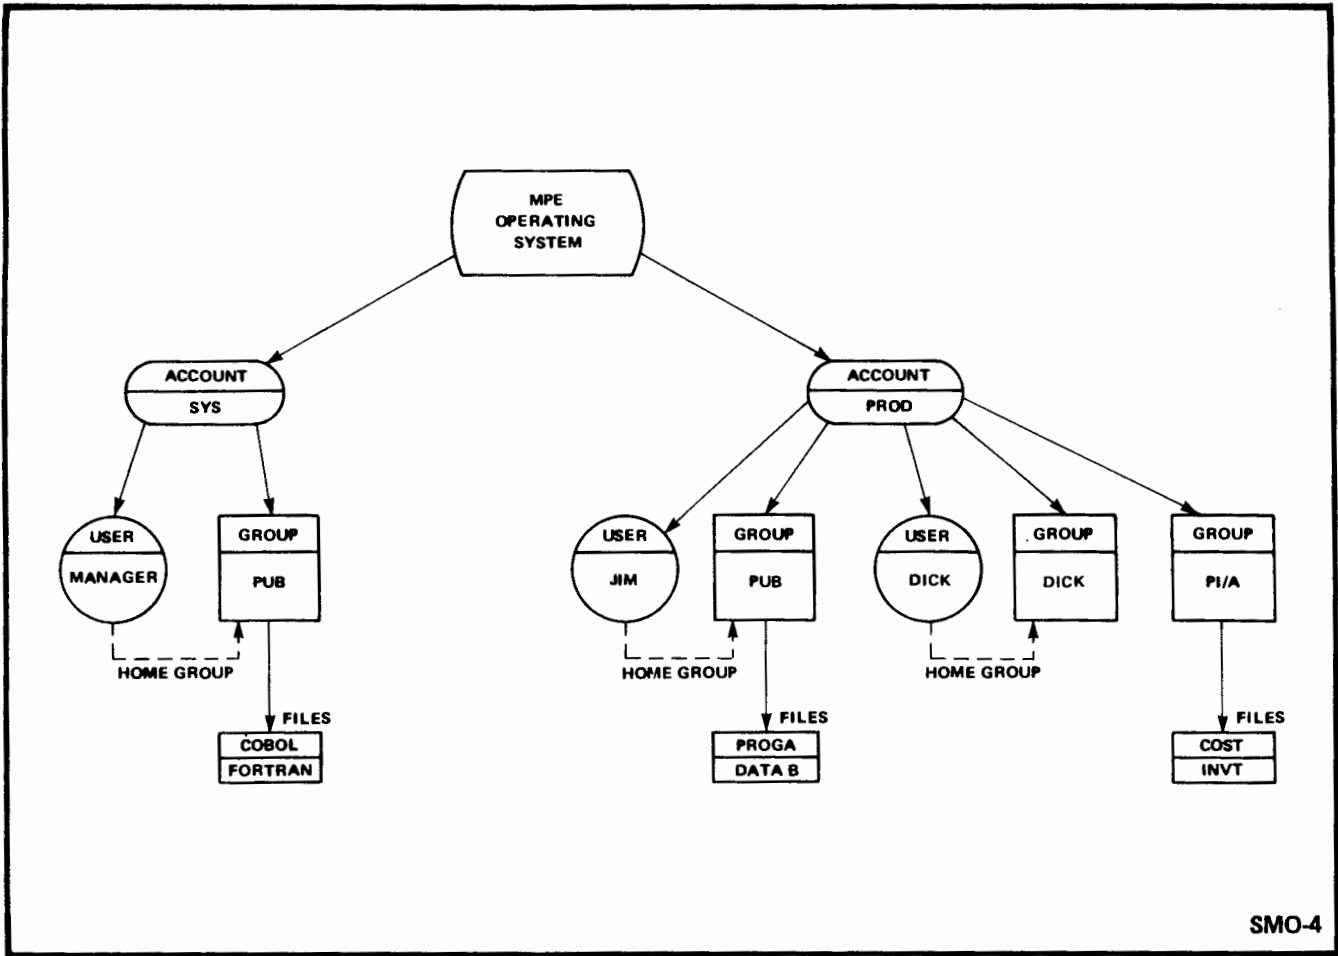 MPE
OPERATING
SYSTEM
ACCOUNT
SYS
ACCOUNT
PROD
USER
MANAGER
GROUP
PUB
USER
JIM
GROUP
PUB
USER
DICK
GROUP
DICK
GROUP
PI/A
HOME GROUP
HOME GROUP
HOME GROUP
FILES
COBOL
FORTRAN
FILES
PROGA
DATA B
FILES
COST
INVT
SMO-4